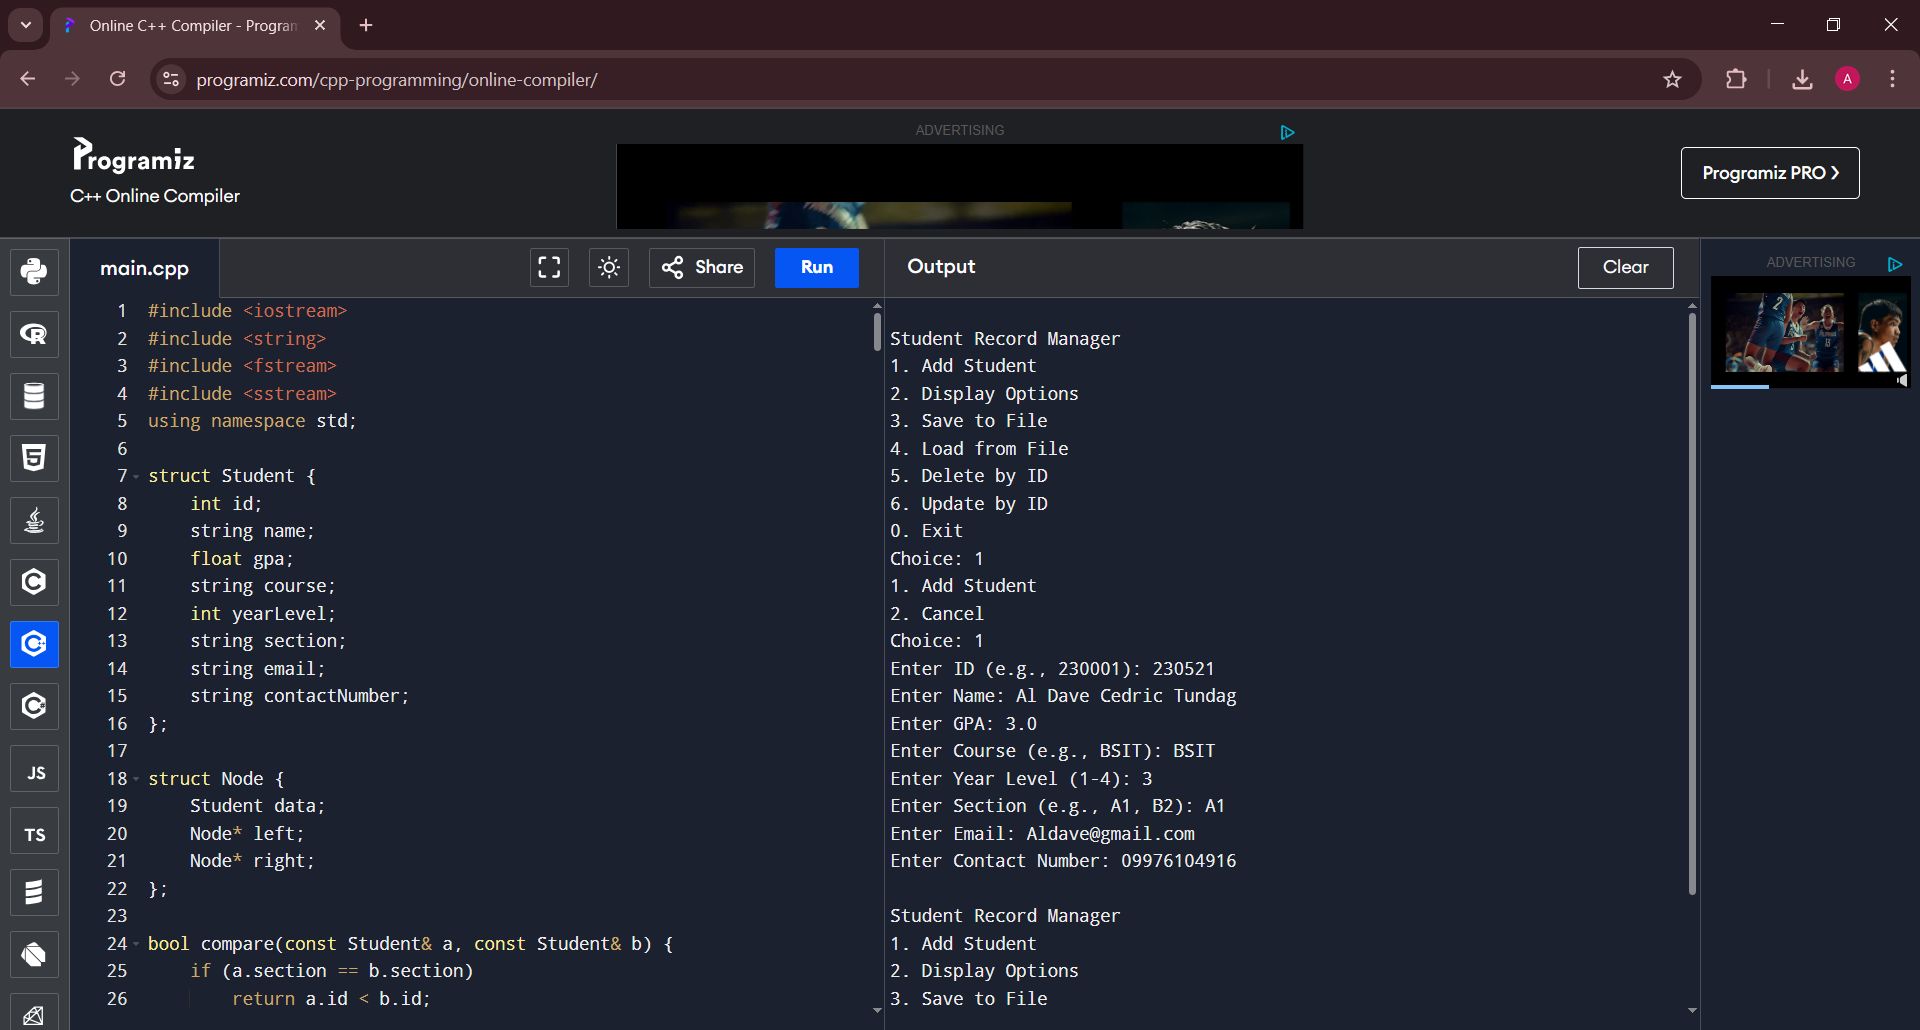 Online C++ Compiler - Program
programiz.com/cpp-programming/online-compiler/
A
ADVERTISING
Programiz
C++ Online Compiler
Programiz PRO
main.cpp
Share
Run
Output
Clear
ADVERTISING
1 #include <iostream>
2 #include <string>
3 #include <fstream>
4 #include <sstream>
5 using namespace std;
6
7 struct Student {
8 int id;
9 string name;
10 float gpa;
11 string course;
12 int yearLevel;
13 string section;
14 string email;
15 string contactNumber;
16 };
17
18 struct Node {
19 Student data;
20 Node* left;
21 Node* right;
22 };
23
24 bool compare(const Student& a, const Student& b) {
25 if (a.section == b.section)
26 return a.id < b.id;
Student Record Manager
1. Add Student
2. Display Options
3. Save to File
4. Load from File
5. Delete by ID
6. Update by ID
0. Exit
Choice: 1
1. Add Student
2. Cancel
Choice: 1
Enter ID (e.g., 230001): 230521
Enter Name: Al Dave Cedric Tundag
Enter GPA: 3.0
Enter Course (e.g., BSIT): BSIT
Enter Year Level (1-4): 3
Enter Section (e.g., A1, B2): A1
Enter Email: Aldave@gmail.com
Enter Contact Number: 09976104916
Student Record Manager
1. Add Student
2. Display Options
3. Save to File
R
5
C
C++
C#
JS
TS